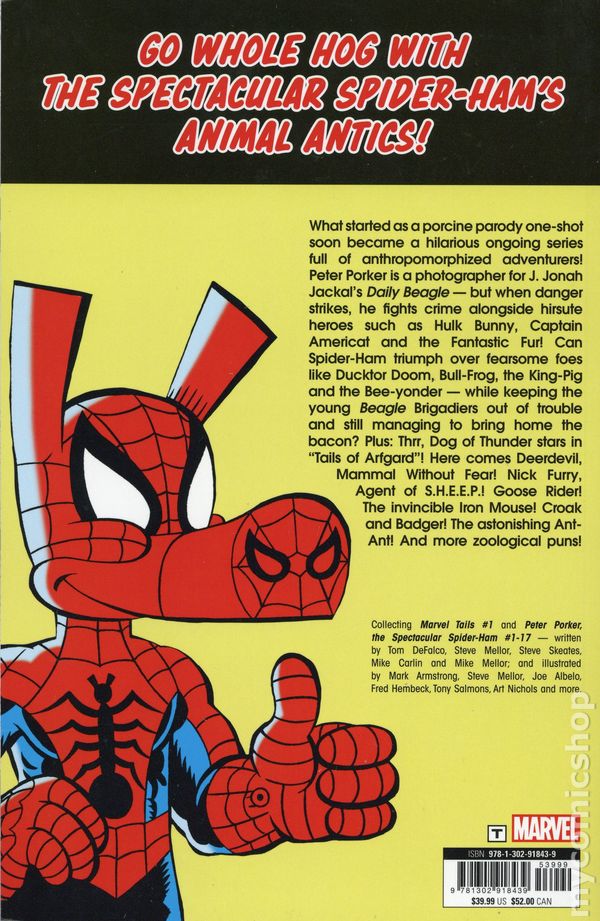 GO WHOLE HOG WITH
THE SPECTACULAR SPIDER-HAM'S
ANIMAL ANTICS!
What started as a porcine parody one-shot
soon became a hilarious ongoing series
full of anthropomorphized adventurers!
Peter Porker is a photographer for J. Jonah
Jackal's Daily Beagle — but when danger
strikes, he fights crime alongside hirsute
heroes such as Hulk Bunny, Captain
Americat and the Fantastic Fur! Can
Spider-Ham triumph over fearsome foes
like Ducktor Doom, Bull-Frog, the King-Pig
and the Bee-yonder — while keeping the
young Beagle Brigadiers out of trouble
and still managing to bring home the
bacon? Plus: Thrr, Dog of Thunder stars in
"Tails of Arfgard"! Here comes Deerdevil,
Mammal Without Fear! Nick Furry,
Agent of S.H.E.E.P.! Goose Rider!
The invincible Iron Mouse! Croak
and Badger! The astonishing Ant-
Ant! And more zoological puns!
Collecting Marvel Tails #1 and Peter Porker,
the Spectacular Spider-Ham #1-17 — written
by Tom DeFalco, Steve Mellor, Steve Skeates,
Mike Carlin and Mike Mellor; and illustrated
by Mark Armstrong, Steve Mellor, Joe Albelo,
Fred Hembeck, Tony Salmons, Art Nichols and more.
T MARVEL
ISBN 978-1-302-91843-9
53999
9 781302 918439
$39.99 US $52.00 CAN
mycomicshop